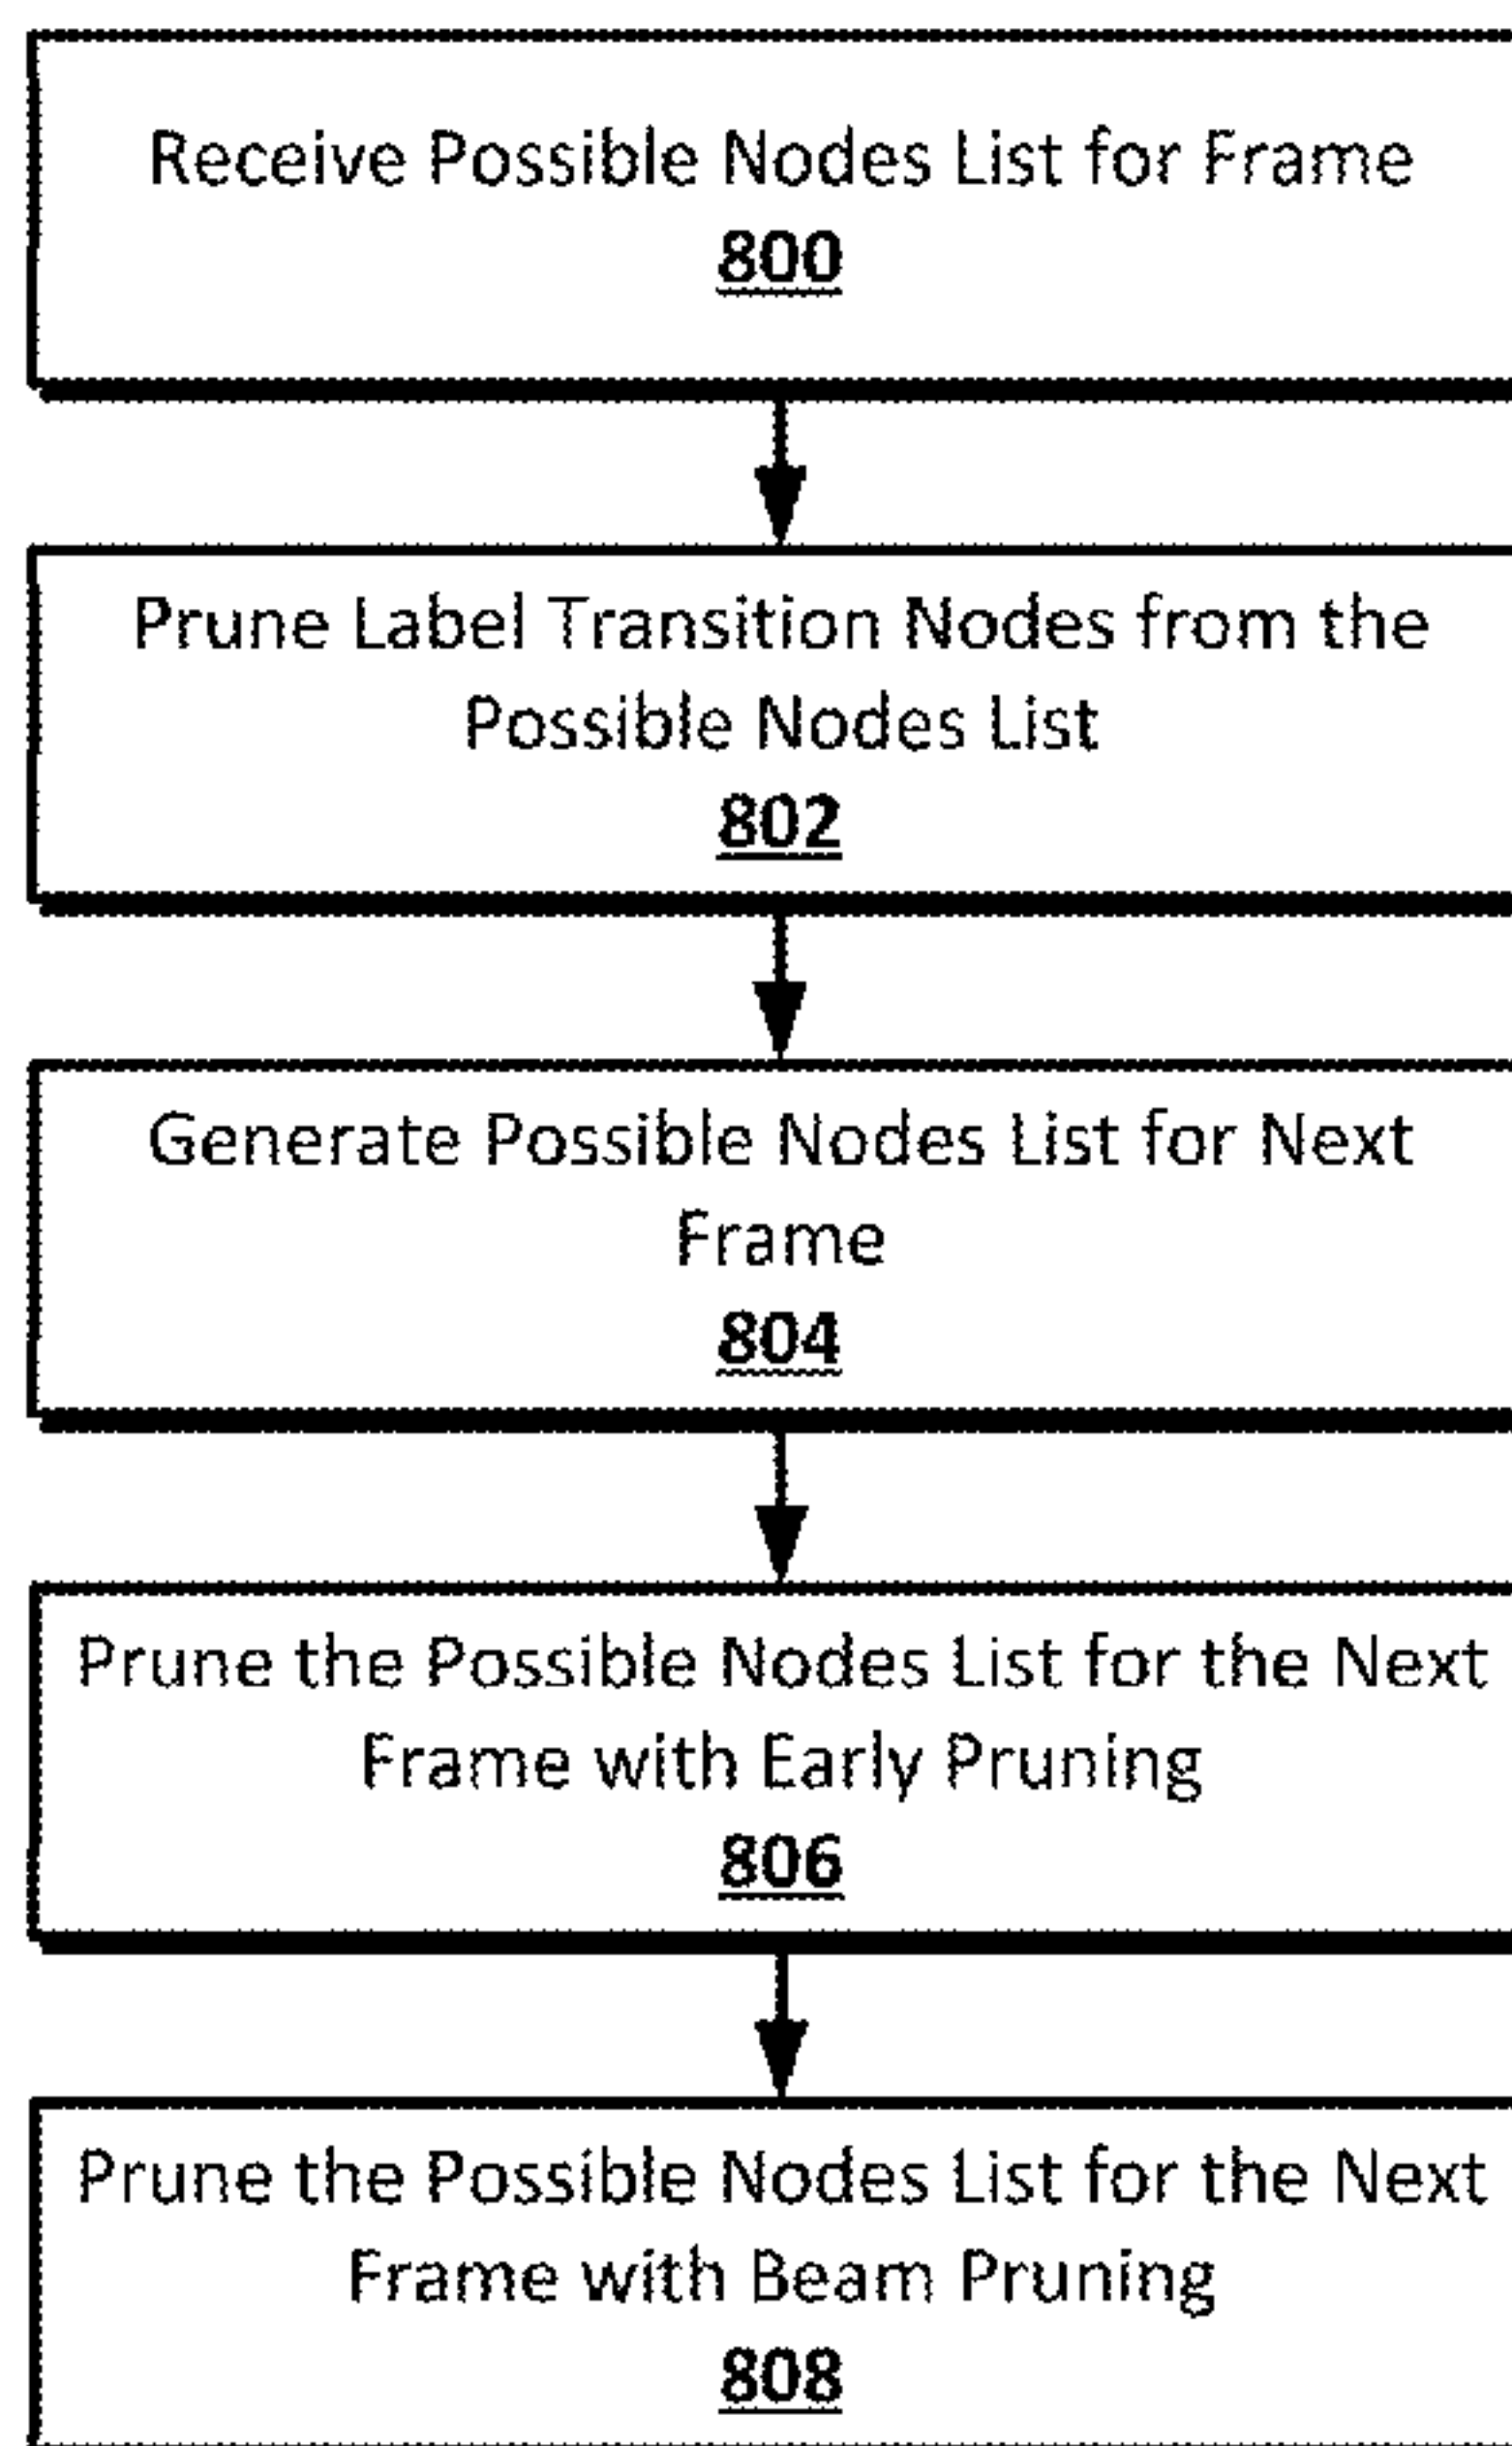 Receive Possible Nodes List for Frame
800
Prune Label Transition Nodes from the
Possible Nodes List
802
Generate Possible Nodes List for Next
Frame
804
Prune the Possible Nodes List for the Next
Frame with Early Pruning
806
Prune the Possible Nodes List for the Next
Frame with Beam Pruning
808